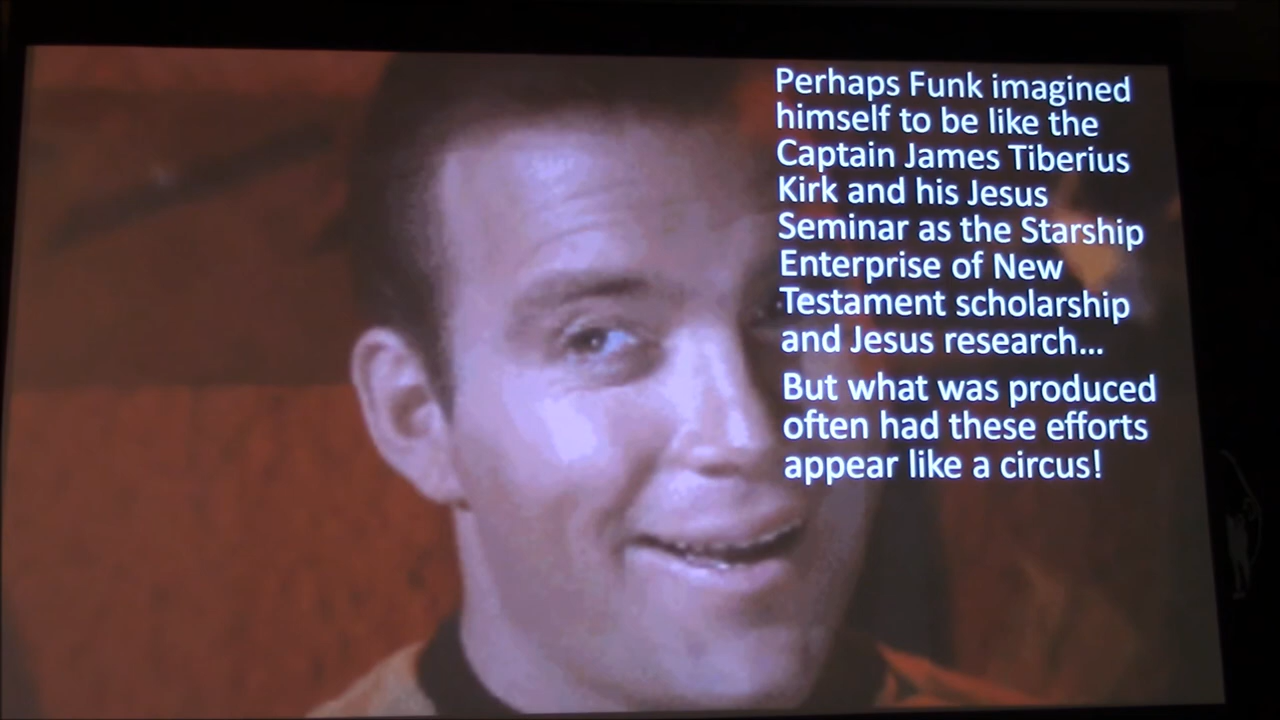 Perhaps Funk imagined
himself to be like the
Captain James Tiberius
Kirk and his Jesus
Seminar as the Starship
Enterprise of New
Testament scholarship
and Jesus research...
But what was produced
often had these efforts
appear like a circus!